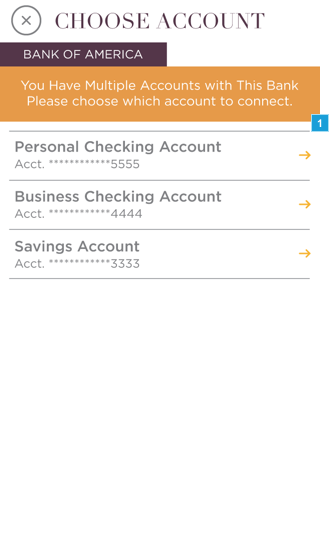 CHOOSE ACCOUNT
BANK OF AMERICA
You Have Multiple Accounts with This Bank
Please choose which account to connect.
1
Personal Checking Account
Acct. ************5555
Business Checking Account
Acct. ************4444
Savings Account
Acct. ************3333